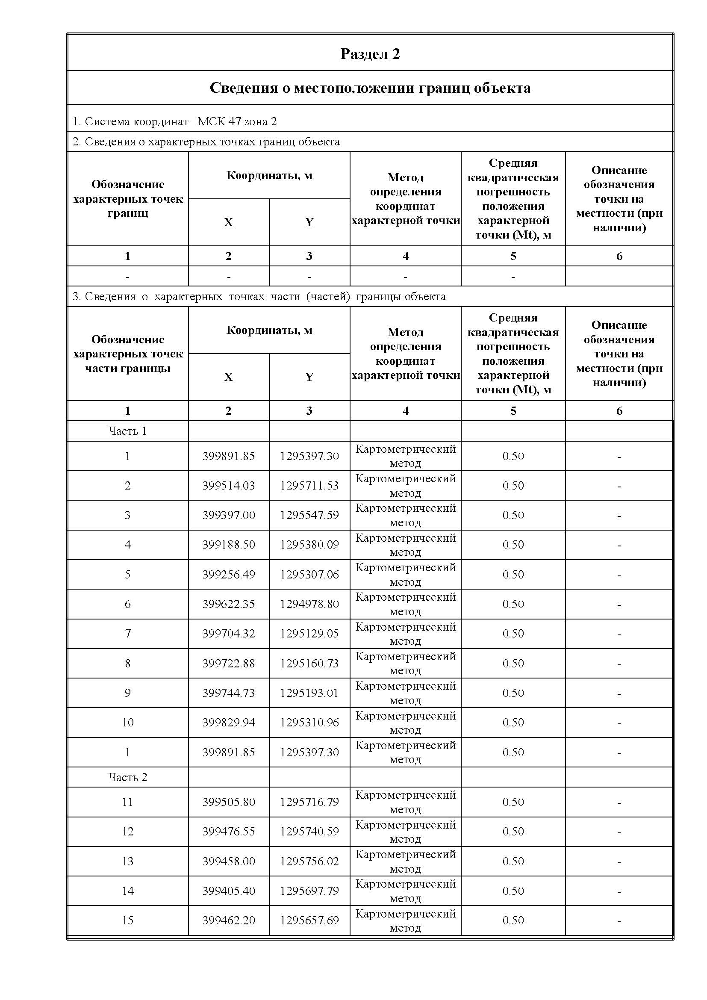 Раздел 2
Сведения о местоположении границ объекта
1. Система координат МСК 47 зона 2
2. Сведения о характерных точках границ объекта
Обозначение
характерных точек
границ
Координаты, м
X
Y
Метод
определения
координат
характерной точки
Средняя
квадратическая
погрешность
положения
характерной
точки (Mt), м
Описание
обозначения
точки на
местности (при
наличии)
1 2 3 4 5 6
- - - - -
3. Сведения о характерных точках части (частей) границы объекта
Обозначение
характерных точек
части границы
Координаты, м
X
Y
Метод
определения
координат
характерной точки
Средняя
квадратическая
погрешность
положения
характерной
точки (Mt), м
Описание
обозначения
точки на
местности (при
наличии)
1 2 3 4 5 6
Часть 1
1 399891.85 1295397.30 Картометрический
метод 0.50 -
2 399514.03 1295711.53 Картометрический
метод 0.50 -
3 399397.00 1295547.59 Картометрический
метод 0.50 -
4 399188.50 1295380.09 Картометрический
метод 0.50 -
5 399256.49 1295307.06 Картометрический
метод 0.50 -
6 399622.35 1294978.80 Картометрический
метод 0.50 -
7 399704.32 1295129.05 Картометрический
метод 0.50 -
8 399722.88 1295160.73 Картометрический
метод 0.50 -
9 399744.73 1295193.01 Картометрический
метод 0.50 -
10 399829.94 1295310.96 Картометрический
метод 0.50 -
1 399891.85 1295397.30 Картометрический
метод 0.50 -
Часть 2
11 399505.80 1295716.79 Картометрический
метод 0.50 -
12 399476.55 1295740.59 Картометрический
метод 0.50 -
13 399458.00 1295756.02 Картометрический
метод 0.50 -
14 399405.40 1295697.79 Картометрический
метод 0.50 -
15 399462.20 1295657.69 Картометрический
метод 0.50 -